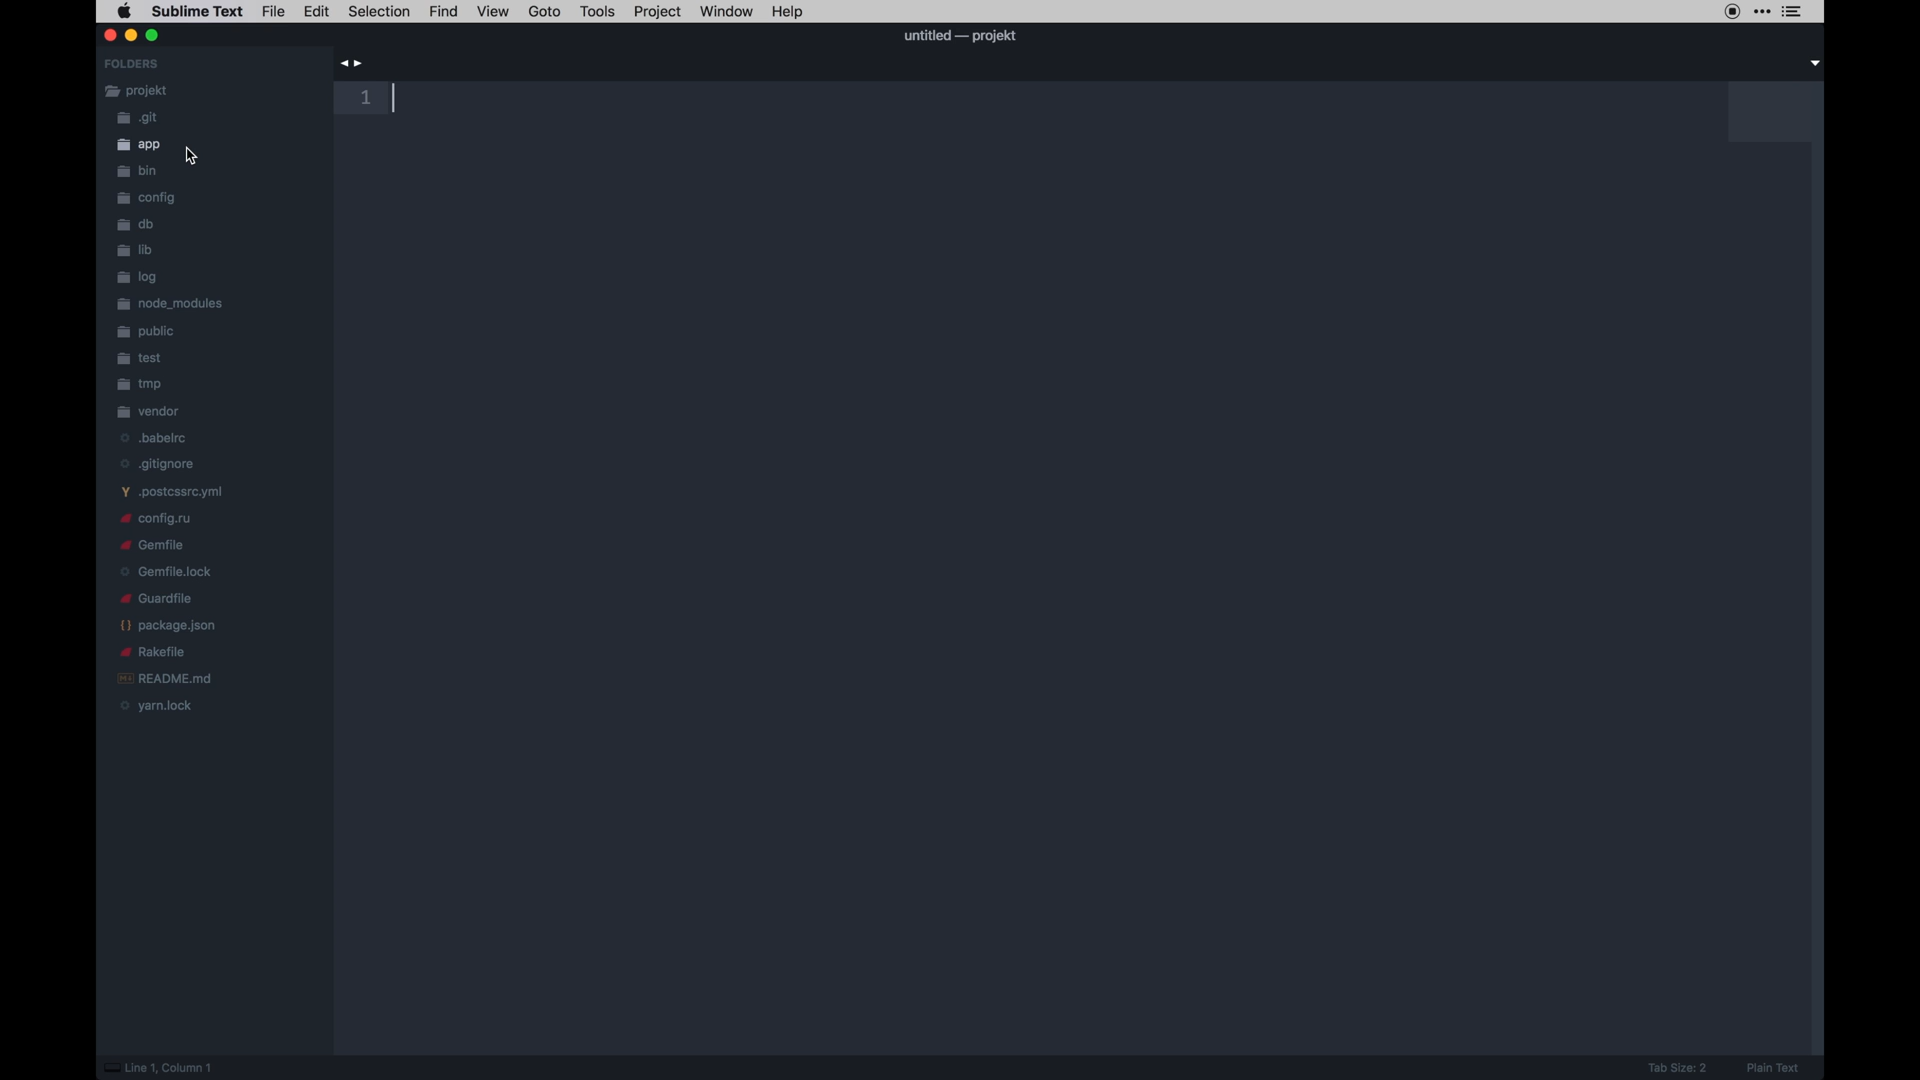 Sublime Text File Edit Selection Find View Goto Tools Project Window Help
untitled — projekt
FOLDERS
projekt
.git
app
bin
config
db
lib
log
node_modules
public
test
tmp
vendor
.babelrc
.gitignore
Y .postcssrc.yml
config.ru
Gemfile
Gemfile.lock
Guardfile
{} package.json
Rakefile
README.md
yarn.lock
1
Line 1, Column 1
Tab Size: 2 Plain Text